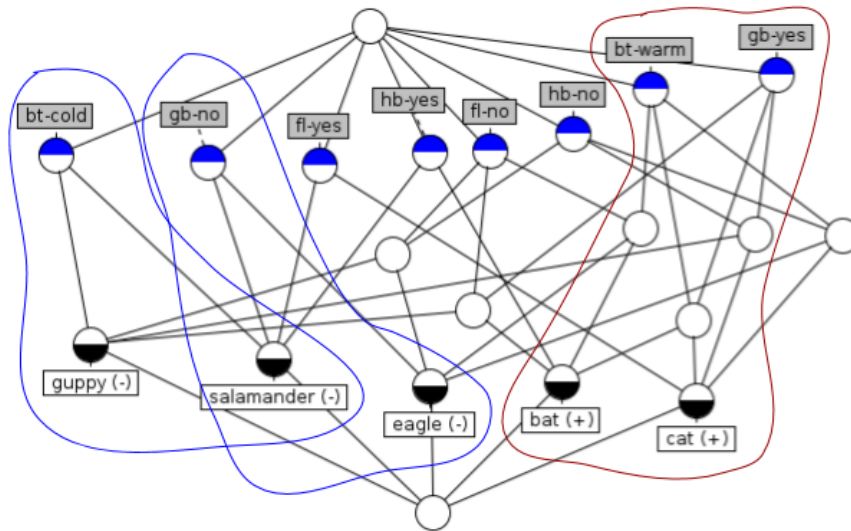 gb-yes
bt-warm
hb-no
hb-yes
fl-no
bt-cold
gb-no
fl-yes
guppy (-)
salamander (-)
eagle (-)
bat (+)
cat (+)